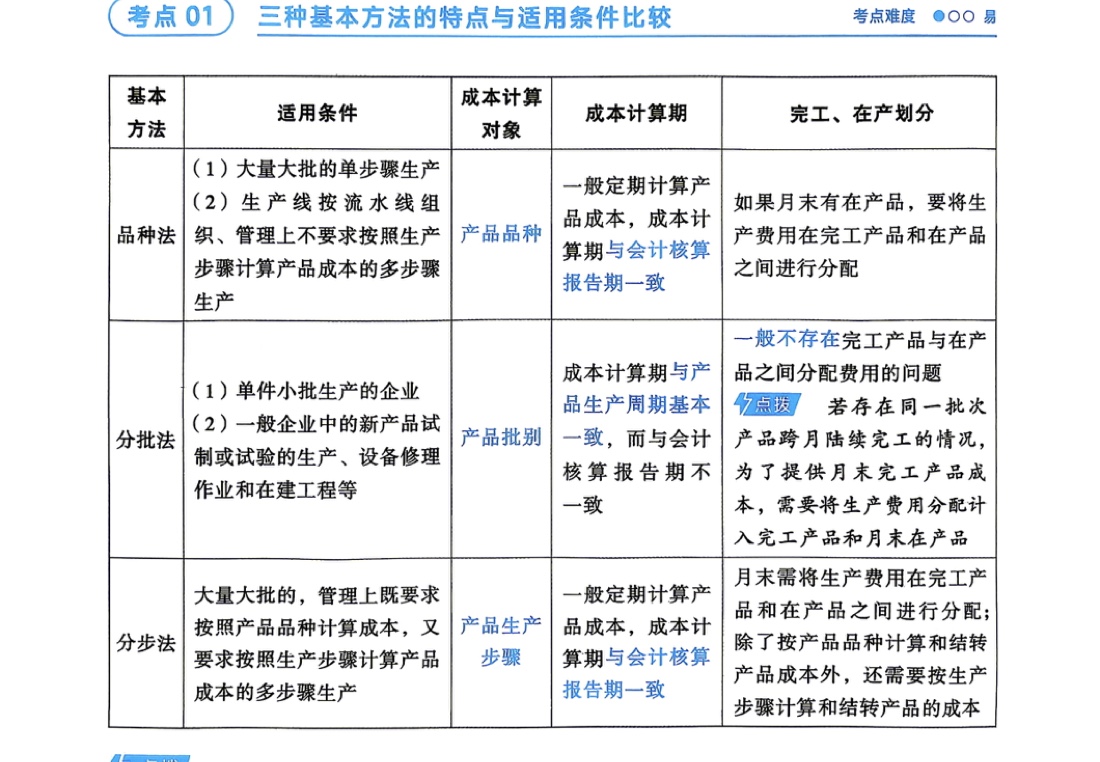 考点 01 三种基本方法的特点与适用条件比较 考点难度 易
基本
方法
适用条件
成本计算
对象
成本计算期
完工、在产划分
品种法
（1）大量大批的单步骤生产
（2）生产线按流水线组
织、管理上不要求按照生产
步骤计算产品成本的多步骤
生产
产品品种
一般定期计算产
品成本，成本计
算期与会计核算
报告期一致
如果月末有在产品，要将生
产费用在完工产品和在产品
之间进行分配
分批法
（1）单件小批生产的企业
（2）一般企业中的新产品试
制或试验的生产、设备修理
作业和在建工程等
产品批别
成本计算期与产
品生产周期基本
一致，而与会计
核算报告期不
一致
一般不存在完工产品与在产
品之间分配费用的问题
点拨 若存在同一批次
产品跨月陆续完工的情况，
为了提供月末完工产品成
本，需要将生产费用分配计
入完工产品和月末在产品
分步法
大量大批的，管理上既要求
按照产品品种计算成本，又
要求按照生产步骤计算产品
成本的多步骤生产
产品生产
步骤
一般定期计算产
品成本，成本计
算期与会计核算
报告期一致
月末需将生产费用在完工产
品和在产品之间进行分配；
除了按产品品种计算和结转
产品成本外，还需要按生产
步骤计算和结转产品的成本